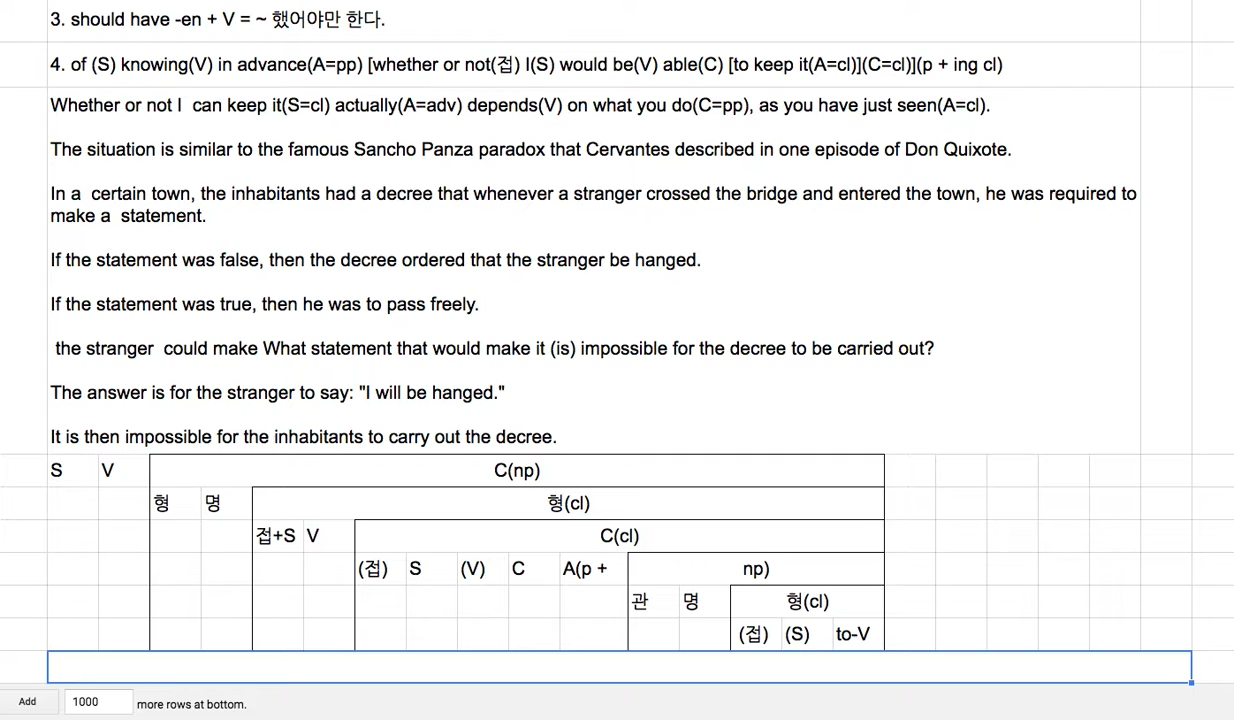 3. should have -en + V = ~ 했어야만 한다.
4. of (S) knowing(V) in advance(A=pp) [whether or not(접) I(S) would be(V) able(C) [to keep it(A=cl)](C=cl)](p + ing cl)
Whether or not I  can keep it(S=cl) actually(A=adv) depends(V) on what you do(C=pp), as you have just seen(A=cl).
The situation is similar to the famous Sancho Panza paradox that Cervantes described in one episode of Don Quixote.
In a  certain town, the inhabitants had a decree that whenever a stranger crossed the bridge and entered the town, he was required to
make a  statement.
If the statement was false, then the decree ordered that the stranger be hanged.
If the statement was true, then he was to pass freely.
the stranger  could make What statement that would make it (is) impossible for the decree to be carried out?
The answer is for the stranger to say: "I will be hanged."
It is then impossible for the inhabitants to carry out the decree.
S V C(np)
형 명 형(cl)
접+S V C(cl)
(접) S (V) C A(p + np)
관 명 형(cl)
(접) (S) to-V
Add 1000 more rows at bottom.